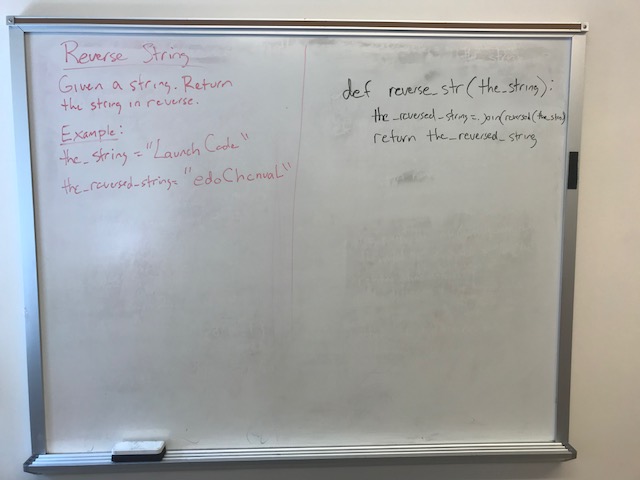 Reverse String
Given a string. Return
the string in reverse.
Example:
the_string = "Launch Code"
the_reversed_string= "edoChcnuaL"
def reverse_str(the_string):
the_reversed_string=.join(reversed(the_str)
return the_reversed_string